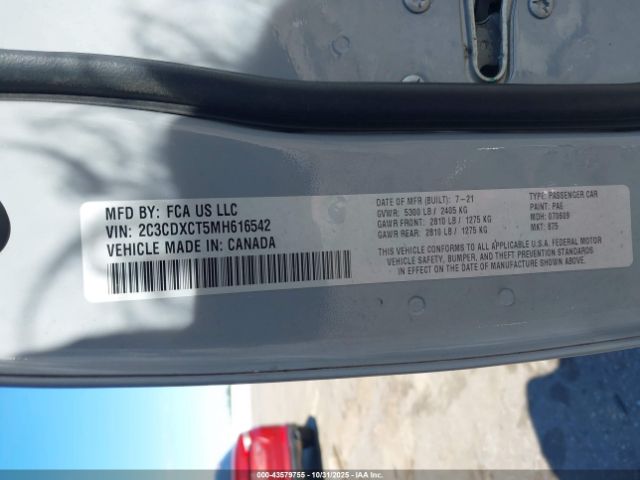 MFD BY: FCA US LLC
VIN: 2C3CDXCT5MH616542
VEHICLE MADE IN: CANADA
DATE OF MFR (BUILT): 7-21
GVWR: 5300 LB / 2405 KG
GAWR FRONT: 2810 LB / 1275 KG
GAWR REAR: 2810 LB / 1275 KG
TYPE: PASSENGER CAR
PAINT: PAE
MDH: 070609
MKT: 875
THIS VEHICLE CONFORMS TO ALL APPLICABLE U.S.A. FEDERAL MOTOR
VEHICLE SAFETY, BUMPER, AND THEFT PREVENTION STANDARDS
IN EFFECT ON THE DATE OF MANUFACTURE SHOWN ABOVE.
000-43579755 - 10/31/2025 - IAAI.COM